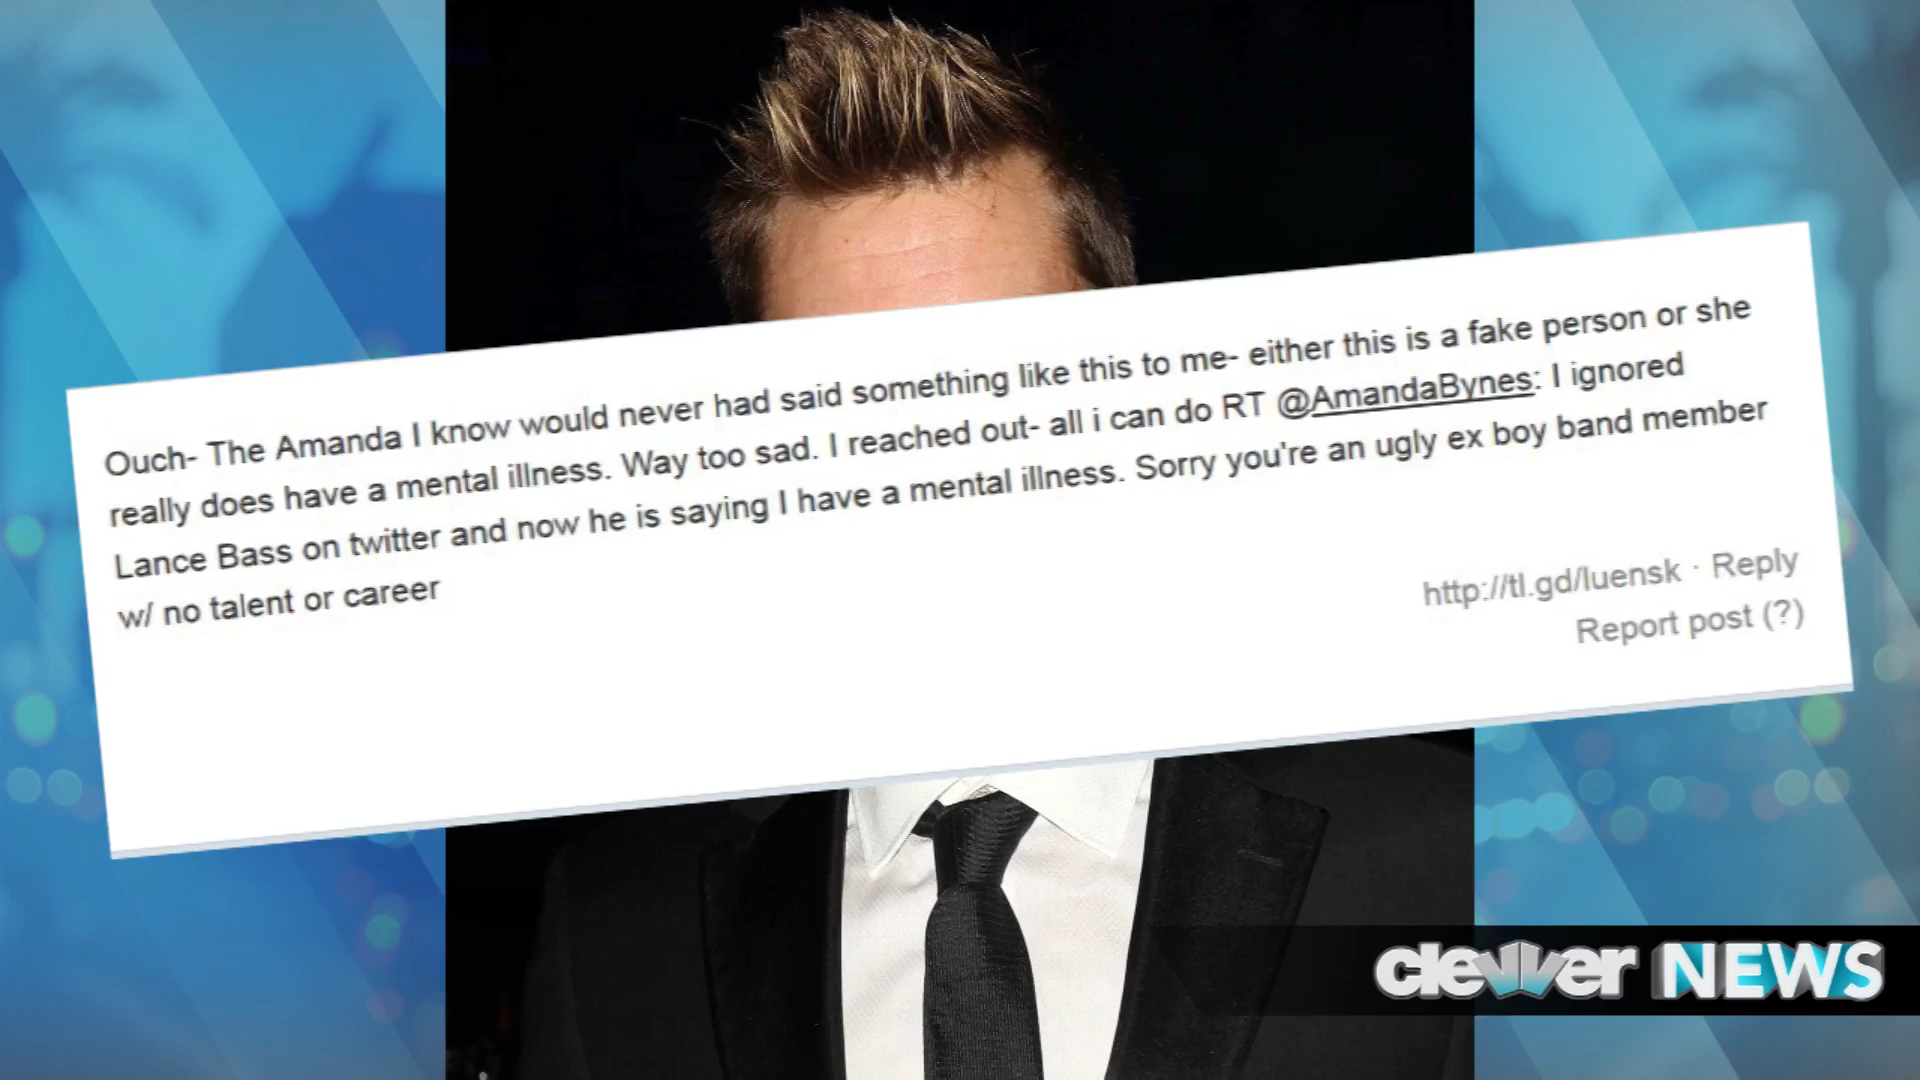 Ouch- The Amanda I know would never had said something like this to me- either this is a fake person or she
really does have a mental illness. Way too sad. I reached out- all i can do RT @AmandaBynes: I ignored
Lance Bass on twitter and now he is saying I have a mental illness. Sorry you're an ugly ex boy band member
w/ no talent or career
http://tl.gd/luensk · Reply
Report post (?)
clevver NEWS